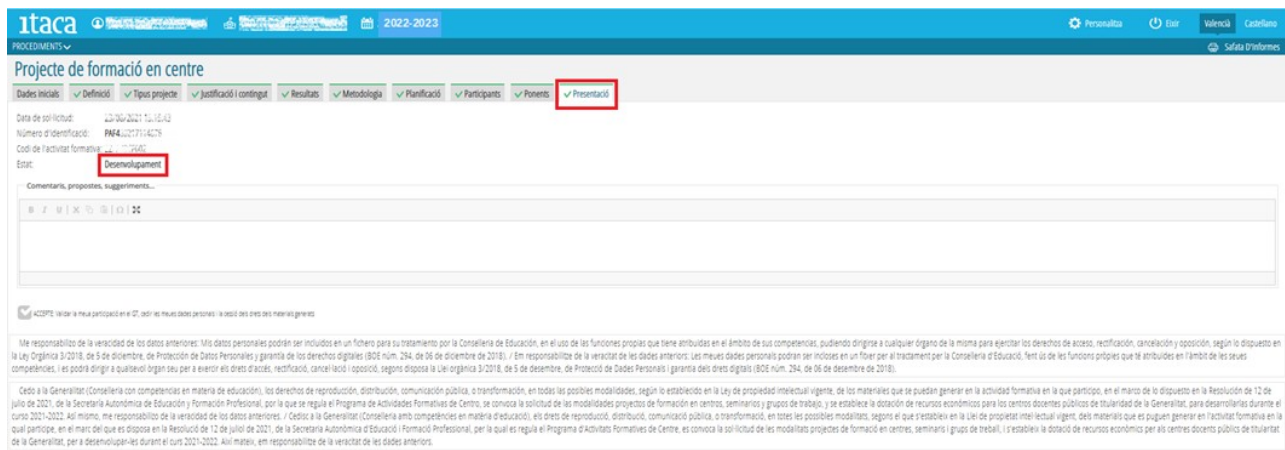 ıtaca 2022-2023 Personalitza Eixir Valencià Castellano
PROCEDIMENTS Safata D'Informes
Projecte de formació en centre
Dades inicials Definició Tipus projecte Justificació i contingut Resultats Metodologia Planificació Participants Ponents Presentació
Data de sol·licitud:
Número d'identificació:
Codi de l'activitat formativa:
Estat: Desenvolupament
Comentaris, propostes, suggeriments...
B I U Ω
ACCEPTE: Validar la meua participació en el GT, cedir les meues dades personals i la cessió dels drets dels materials generats
Me responsabilizo de la veracidad de los datos anteriores: Mis datos personales podrán ser incluidos en un fichero para su tratamiento por la Conselleria de Educación, en el uso de las funciones propias que tiene atribuidas en el ámbito de sus competencias, pudiendo dirigirse a cualquier órgano de la misma para ejercitar los derechos de acceso, rectificación, cancelación y oposición, según lo dispuesto en
la Ley Orgánica 3/2018, de 5 de diciembre, de Protección de Datos Personales y garantía de los derechos digitales (BOE núm. 294, de 06 de diciembre de 2018). / Em responsabilitze de la veracitat de les dades anteriors: Les meues dades personals podran ser incloses en un fitxer per al tractament per la Conselleria d'Educació, fent ús de les funcions pròpies que té atribuïdes en l'àmbit de les seues
competències, i es podrà dirigir a qualsevol òrgan seu per a exercir els drets d'accés, rectificació, cancel·lació i oposició, segons disposa la Llei orgànica 3/2018, de 5 de desembre, de Protecció de Dades Personals i garantia dels drets digitals (BOE núm. 294, de 06 de desembre de 2018).
Cedo a la Generalitat (Conselleria con competencias en materia de educación), los derechos de reproducción, distribución, comunicación pública, o transformación, en todas las posibles modalidades, según lo establecido en la Ley de propiedad intelectual vigente, de los materiales que se puedan generar en la actividad formativa en la que participo, en el marco de lo dispuesto en la Resolución de 12 de
julio de 2021, de la Secretaría Autonómica de Educación y Formación Profesional, por la que se regula el Programa de Actividades Formativas de Centro, se convoca la solicitud de las modalidades proyectos de formación en centros, seminarios y grupos de trabajo, y se establece la dotación de recursos económicos para los centros docentes públicos de titularidad de la Generalitat, para desarrollarlas durante el
curso 2021-2022. Así mismo, me responsabilizo de la veracidad de los datos anteriores. / Cedisc a la Generalitat (Conselleria amb competències en matèria d'educació), els drets de reproducció, distribució, comunicació pública, o transformació, en totes les possibles modalitats, segons el que s'estableix en la Llei de propietat intel·lectual vigent, dels materials que es puguen generar en l'activitat formativa en la
qual participe, en el marc del que es disposa en la Resolució de 12 de juliol de 2021, de la Secretaria Autonòmica d'Educació i Formació Professional, per la qual es regula el Programa d'Activitats Formatives de Centre, es convoca la sol·licitud de les modalitats projectes de formació en centres, seminaris i grups de treball, i s'estableix la dotació de recursos econòmics per als centres docents públics de titularitat
de la Generalitat, per a desenvolupar-les durant el curs 2021-2022. Així mateix, em responsabilitze de la veracitat de les dades anteriors.